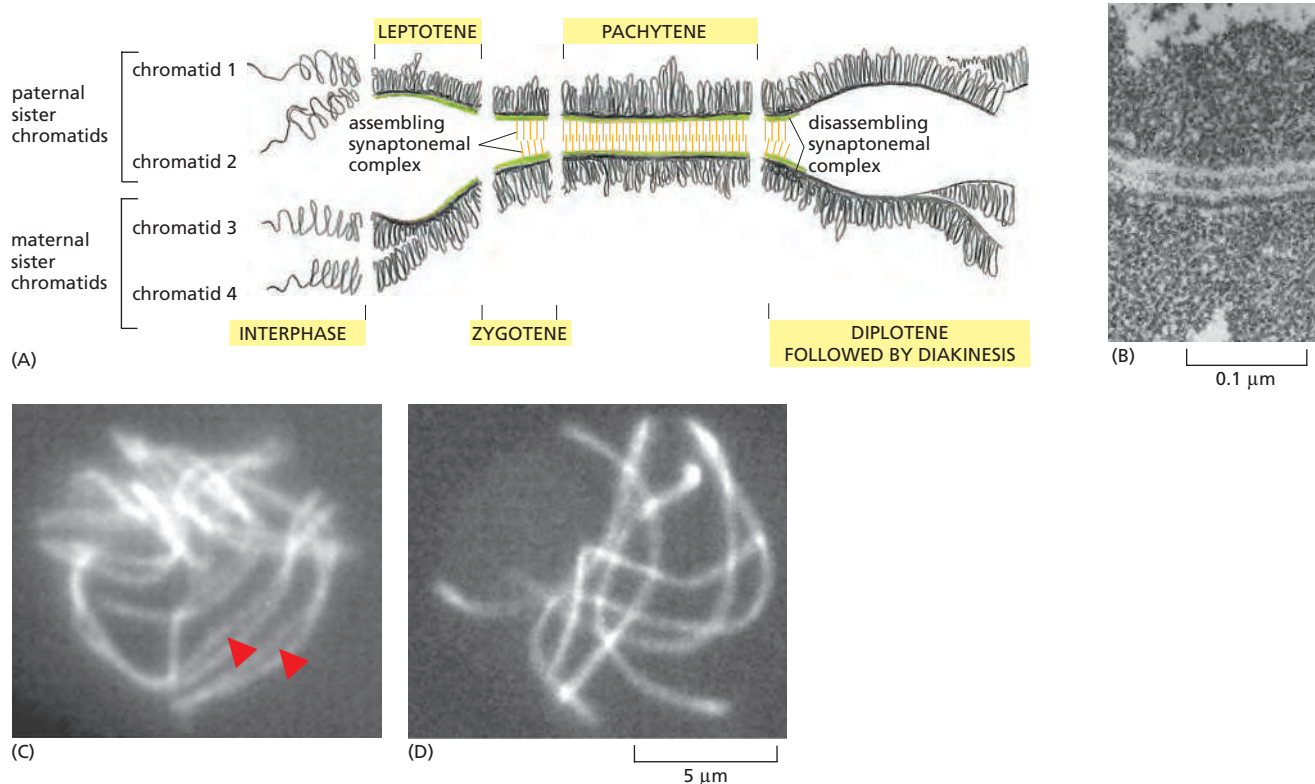 LEPTOTENE
PACHYTENE
paternal
sister
chromatids
chromatid 1
chromatid 2
assembling
synaptonemal
complex
disassembling
synaptonemal
complex
maternal
sister
chromatids
chromatid 3
chromatid 4
INTERPHASE
ZYGOTENE
DIPLOTENE
FOLLOWED BY DIAKINESIS
(A)
(B)
0.1 µm
(C)
(D)
5 µm